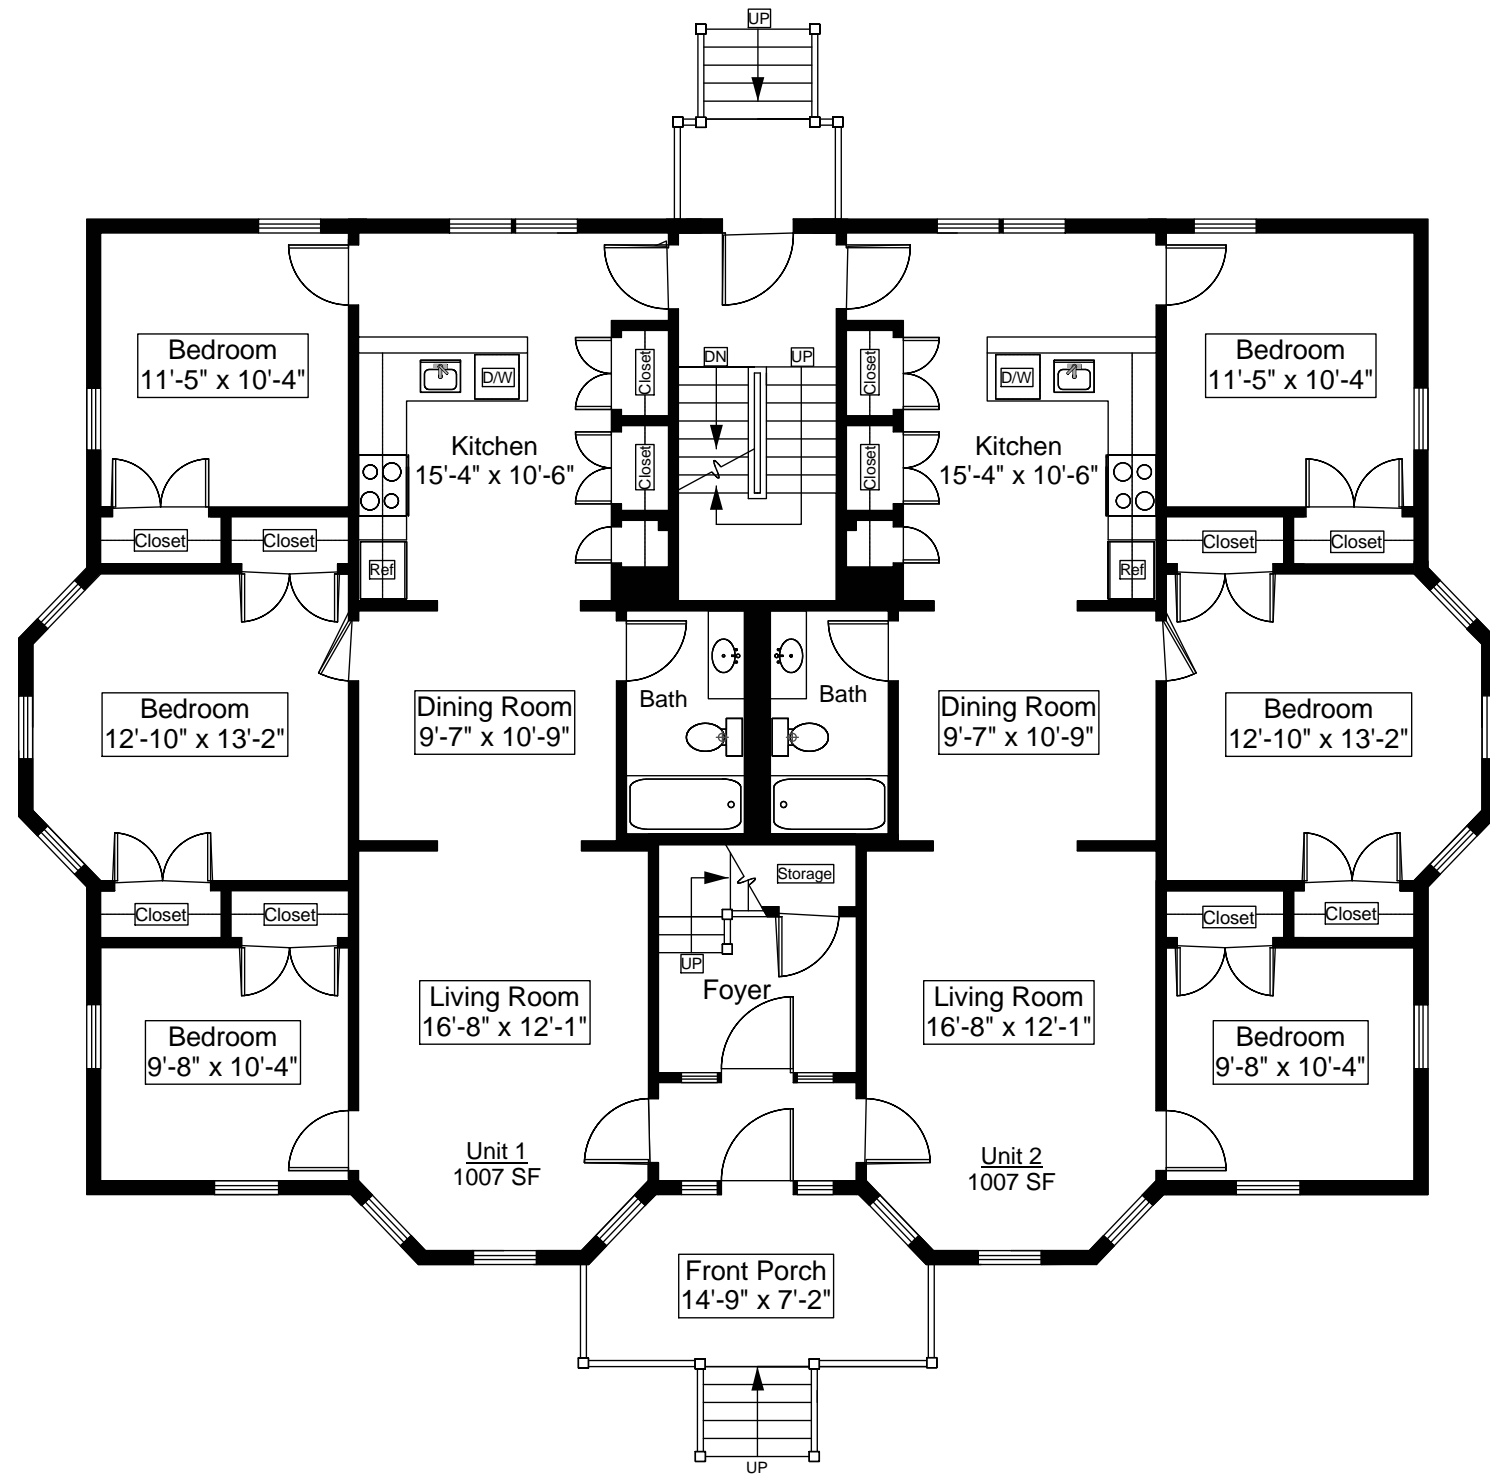 UP
Bedroom
11'-5" x 10'-4"
D/W
Closet
DN
UP
Closet
D/W
Bedroom
11'-5" x 10'-4"
Kitchen
15'-4" x 10'-6"
Closet
Closet
Kitchen
15'-4" x 10'-6"
Closet
Closet
Ref
Ref
Closet
Closet
Bedroom
12'-10" x 13'-2"
Dining Room
9'-7" x 10'-9"
Bath
Bath
Dining Room
9'-7" x 10'-9"
Bedroom
12'-10" x 13'-2"
Closet
Closet
Storage
Closet
Closet
UP
Foyer
Bedroom
9'-8" x 10'-4"
Living Room
16'-8" x 12'-1"
Living Room
16'-8" x 12'-1"
Bedroom
9'-8" x 10'-4"
Unit 1
1007 SF
Unit 2
1007 SF
Front Porch
14'-9" x 7'-2"
UP